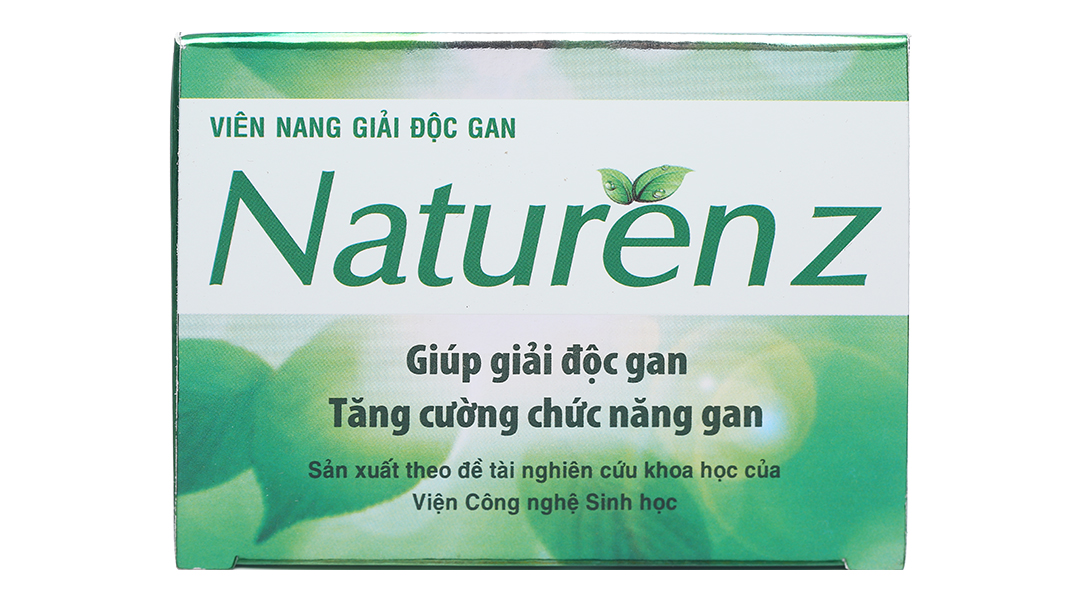 VIÊN NANG GIẢI ĐỘC GAN
Naturenz
Giúp giải độc gan
Tăng cường chức năng gan
Sản xuất theo đề tài nghiên cứu khoa học của
Viện Công nghệ Sinh học